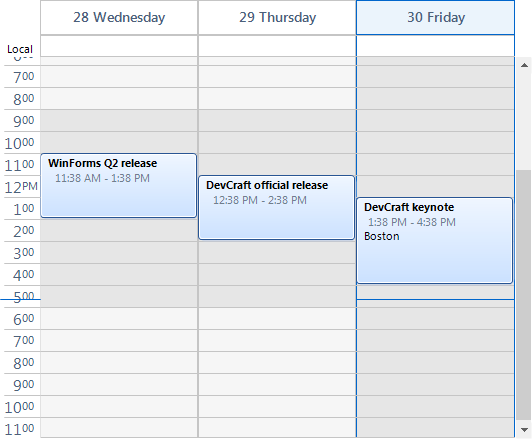 28 Wednesday
29 Thursday
30 Friday
Local
7 00
8 00
9 00
10 00
11 00
12 PM
1 00
2 00
3 00
4 00
5 00
6 00
7 00
8 00
9 00
10 00
11 00
WinForms Q2 release
11:38 AM - 1:38 PM
DevCraft official release
12:38 PM - 2:38 PM
DevCraft keynote
1:38 PM - 4:38 PM
Boston